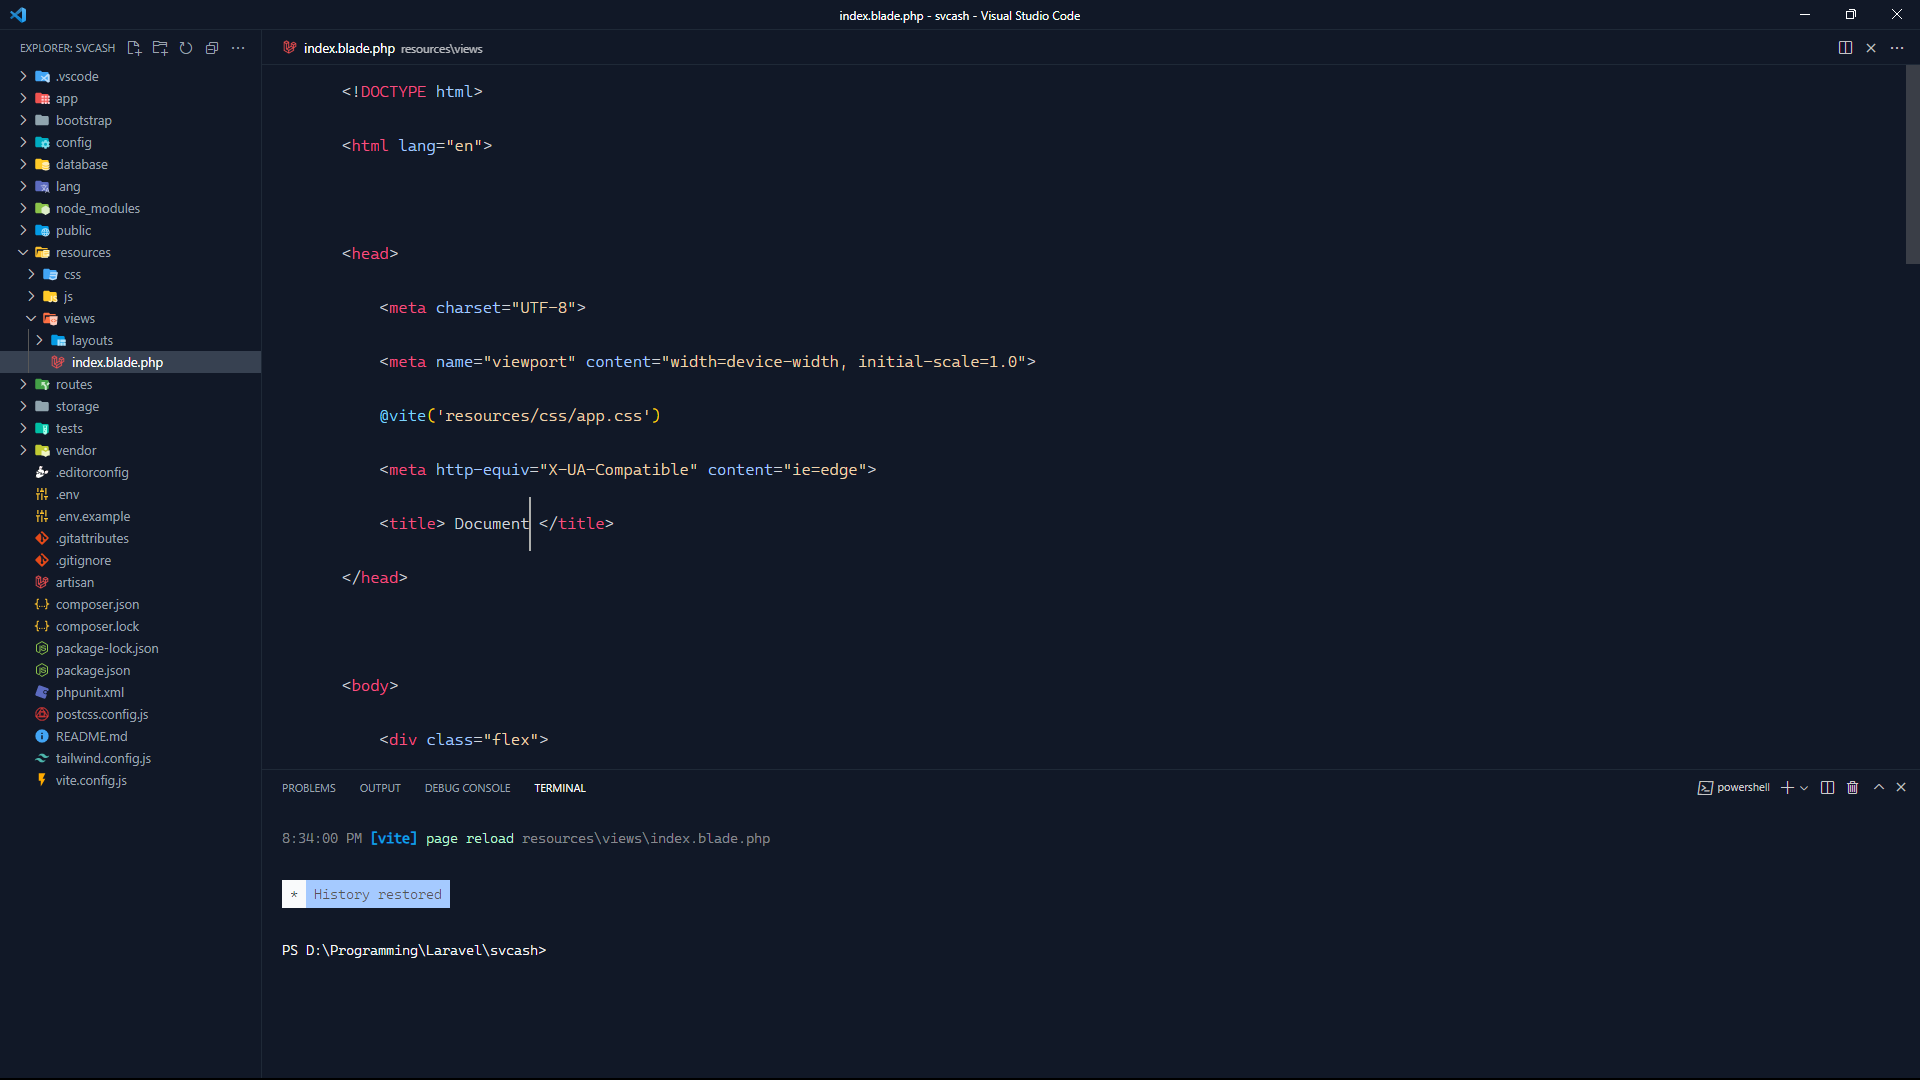 index.blade.php - svcash - Visual Studio Code
EXPLORER: SVCASH
.vscode
app
bootstrap
config
database
lang
node_modules
public
resources
css
js
views
layouts
index.blade.php
routes
storage
tests
vendor
.editorconfig
.env
.env.example
.gitattributes
.gitignore
artisan
composer.json
composer.lock
package-lock.json
package.json
phpunit.xml
postcss.config.js
README.md
tailwind.config.js
vite.config.js
index.blade.php resources\views
<!DOCTYPE html>
<html lang="en">
<head>
<meta charset="UTF-8">
<meta name="viewport" content="width=device-width, initial-scale=1.0">
@vite('resources/css/app.css')
<meta http-equiv="X-UA-Compatible" content="ie=edge">
<title> Document </title>
</head>
<body>
<div class="flex">
PROBLEMS OUTPUT DEBUG CONSOLE TERMINAL powershell
8:34:00 PM [vite] page reload resources\views\index.blade.php
* History restored
PS D:\Programming\Laravel\svcash>